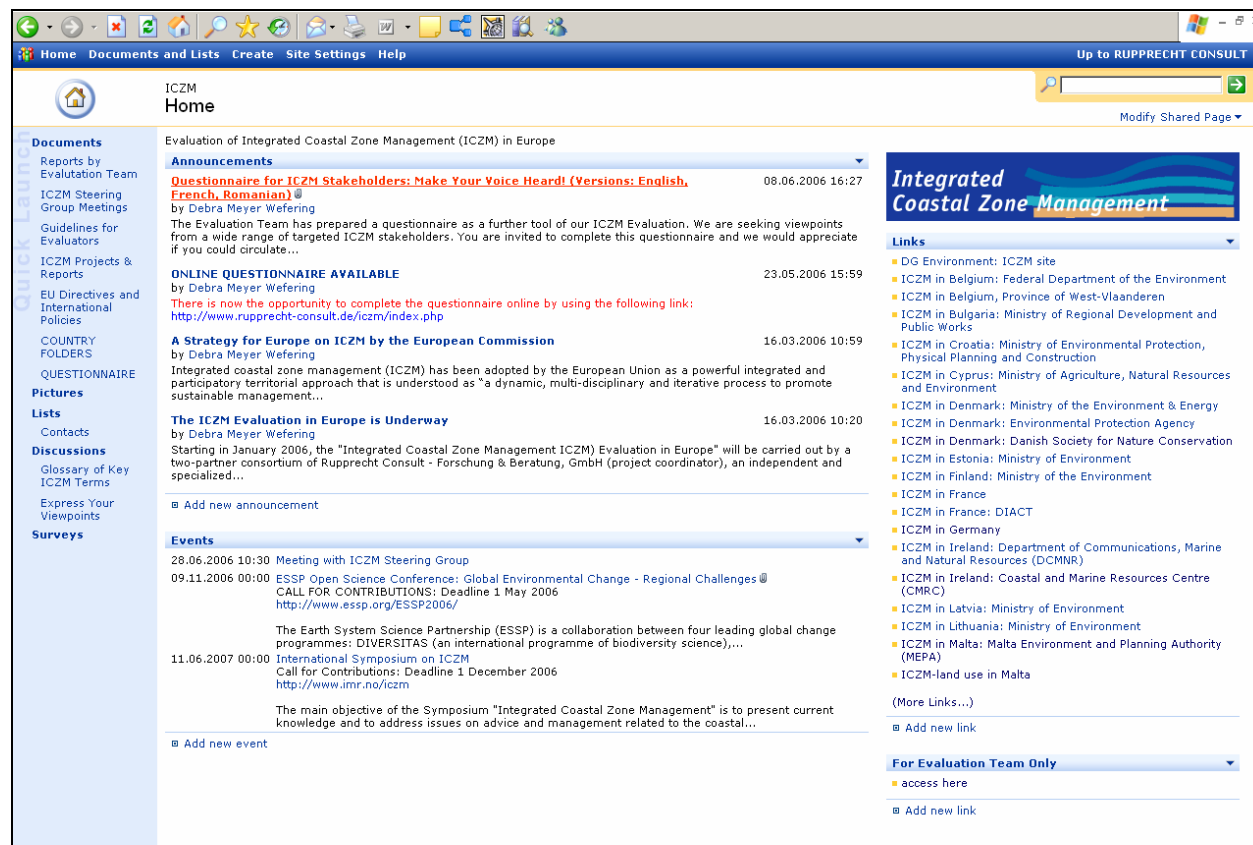 Home Documents and Lists Create Site Settings Help
Up to RUPPRECHT CONSULT
ICZM
Home
Modify Shared Page
Quick Launch
Documents
Reports by
Evalutation Team
ICZM Steering
Group Meetings
Guidelines for
Evaluators
ICZM Projects &
Reports
EU Directives and
International
Policies
COUNTRY
FOLDERS
QUESTIONNAIRE
Pictures
Lists
Contacts
Discussions
Glossary of Key
ICZM Terms
Express Your
Viewpoints
Surveys
Evaluation of Integrated Coastal Zone Management (ICZM) in Europe
Announcements
Questionnaire for ICZM Stakeholders: Make Your Voice Heard! (Versions: English, 08.06.2006 16:27
French, Romanian)
by Debra Meyer Wefering
The Evaluation Team has prepared a questionnaire as a further tool of our ICZM Evaluation. We are seeking viewpoints
from a wide range of targeted ICZM stakeholders. You are invited to complete this questionnaire and we would appreciate
if you could circulate...
ONLINE QUESTIONNAIRE AVAILABLE 23.05.2006 15:59
by Debra Meyer Wefering
There is now the opportunity to complete the questionnaire online by using the following link:
http://www.rupprecht-consult.de/iczm/index.php
A Strategy for Europe on ICZM by the European Commission 16.03.2006 10:59
by Debra Meyer Wefering
Integrated coastal zone management (ICZM) has been adopted by the European Union as a powerful integrated and
participatory territorial approach that is understood as “a dynamic, multi-disciplinary and iterative process to promote
sustainable management...
The ICZM Evaluation in Europe is Underway 16.03.2006 10:20
by Debra Meyer Wefering
Starting in January 2006, the "Integrated Coastal Zone Management ICZM) Evaluation in Europe" will be carried out by a
two-partner consortium of Rupprecht Consult - Forschung & Beratung, GmbH (project coordinator), an independent and
specialized...
Add new announcement
Events
28.06.2006 10:30 Meeting with ICZM Steering Group
09.11.2006 00:00 ESSP Open Science Conference: Global Environmental Change - Regional Challenges
CALL FOR CONTRIBUTIONS: Deadline 1 May 2006
http://www.essp.org/ESSP2006/
The Earth System Science Partnership (ESSP) is a collaboration between four leading global change
programmes: DIVERSITAS (an international programme of biodiversity science),...
11.06.2007 00:00 International Symposium on ICZM
Call for Contributions: Deadline 1 December 2006
http://www.imr.no/iczm
The main objective of the Symposium "Integrated Coastal Zone Management" is to present current
knowledge and to address issues on advice and management related to the coastal...
Add new event
Integrated
Coastal Zone Management
Links
DG Environment: ICZM site
ICZM in Belgium: Federal Department of the Environment
ICZM in Belgium, Province of West-Vlaanderen
ICZM in Bulgaria: Ministry of Regional Development and
Public Works
ICZM in Croatia: Ministry of Environmental Protection,
Physical Planning and Construction
ICZM in Cyprus: Ministry of Agriculture, Natural Resources
and Environment
ICZM in Denmark: Ministry of the Environment & Energy
ICZM in Denmark: Environmental Protection Agency
ICZM in Denmark: Danish Society for Nature Conservation
ICZM in Estonia: Ministry of Environment
ICZM in Finland: Ministry of the Environment
ICZM in France
ICZM in France: DIACT
ICZM in Germany
ICZM in Ireland: Department of Communications, Marine
and Natural Resources (DCMNR)
ICZM in Ireland: Coastal and Marine Resources Centre
(CMRC)
ICZM in Latvia: Ministry of Environment
ICZM in Lithuania: Ministry of Environment
ICZM in Malta: Malta Environment and Planning Authority
(MEPA)
ICZM-land use in Malta
(More Links...)
Add new link
For Evaluation Team Only
access here
Add new link